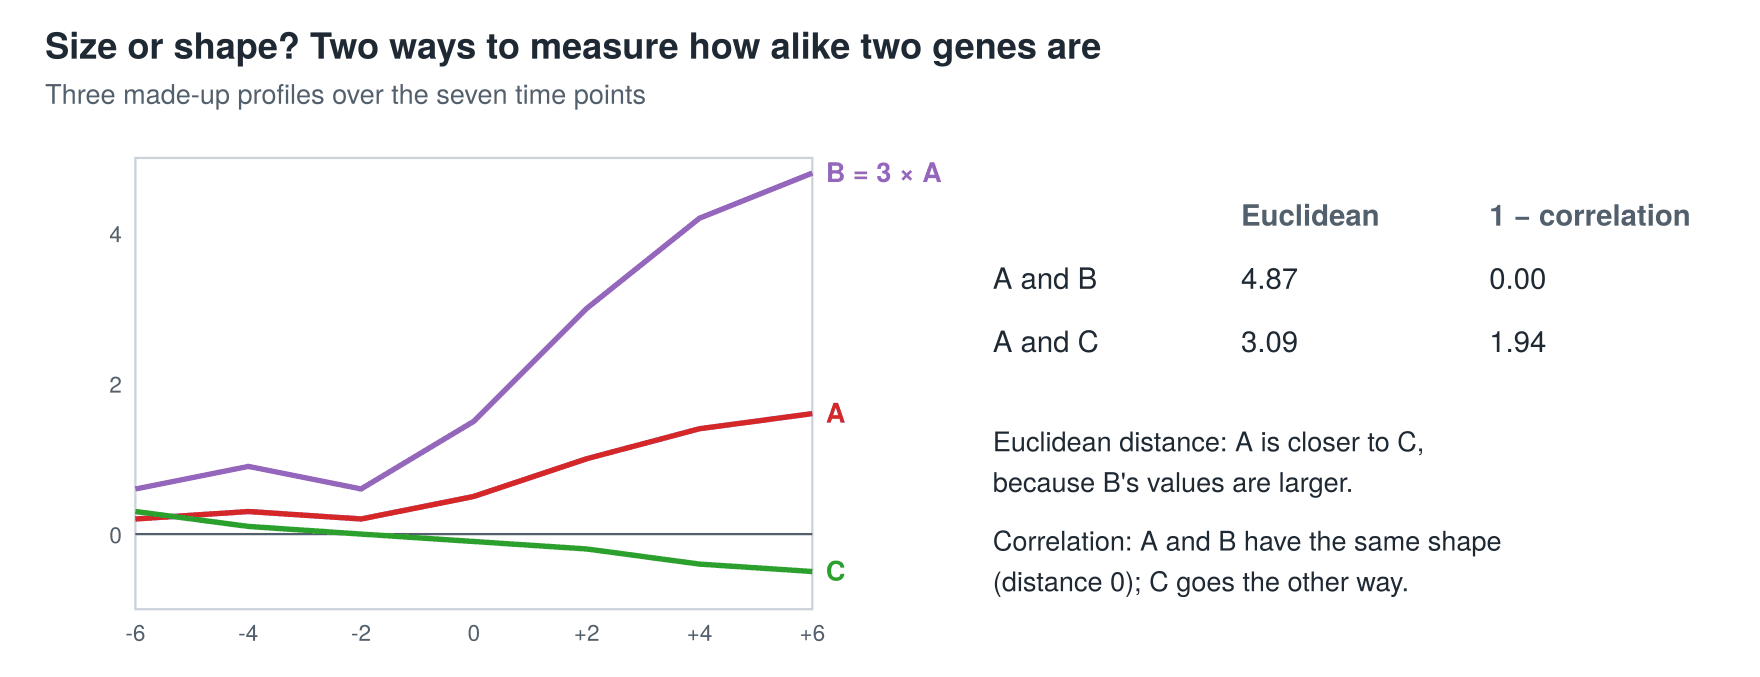 Size or shape? Two ways to measure how alike two genes are
Three made-up profiles over the seven time points
B = 3 × A
4
2
0
A
C
-6 -4 -2 0 +2 +4 +6
Euclidean 1 − correlation
A and B 4.87 0.00
A and C 3.09 1.94
Euclidean distance: A is closer to C,
because B's values are larger.
Correlation: A and B have the same shape
(distance 0); C goes the other way.